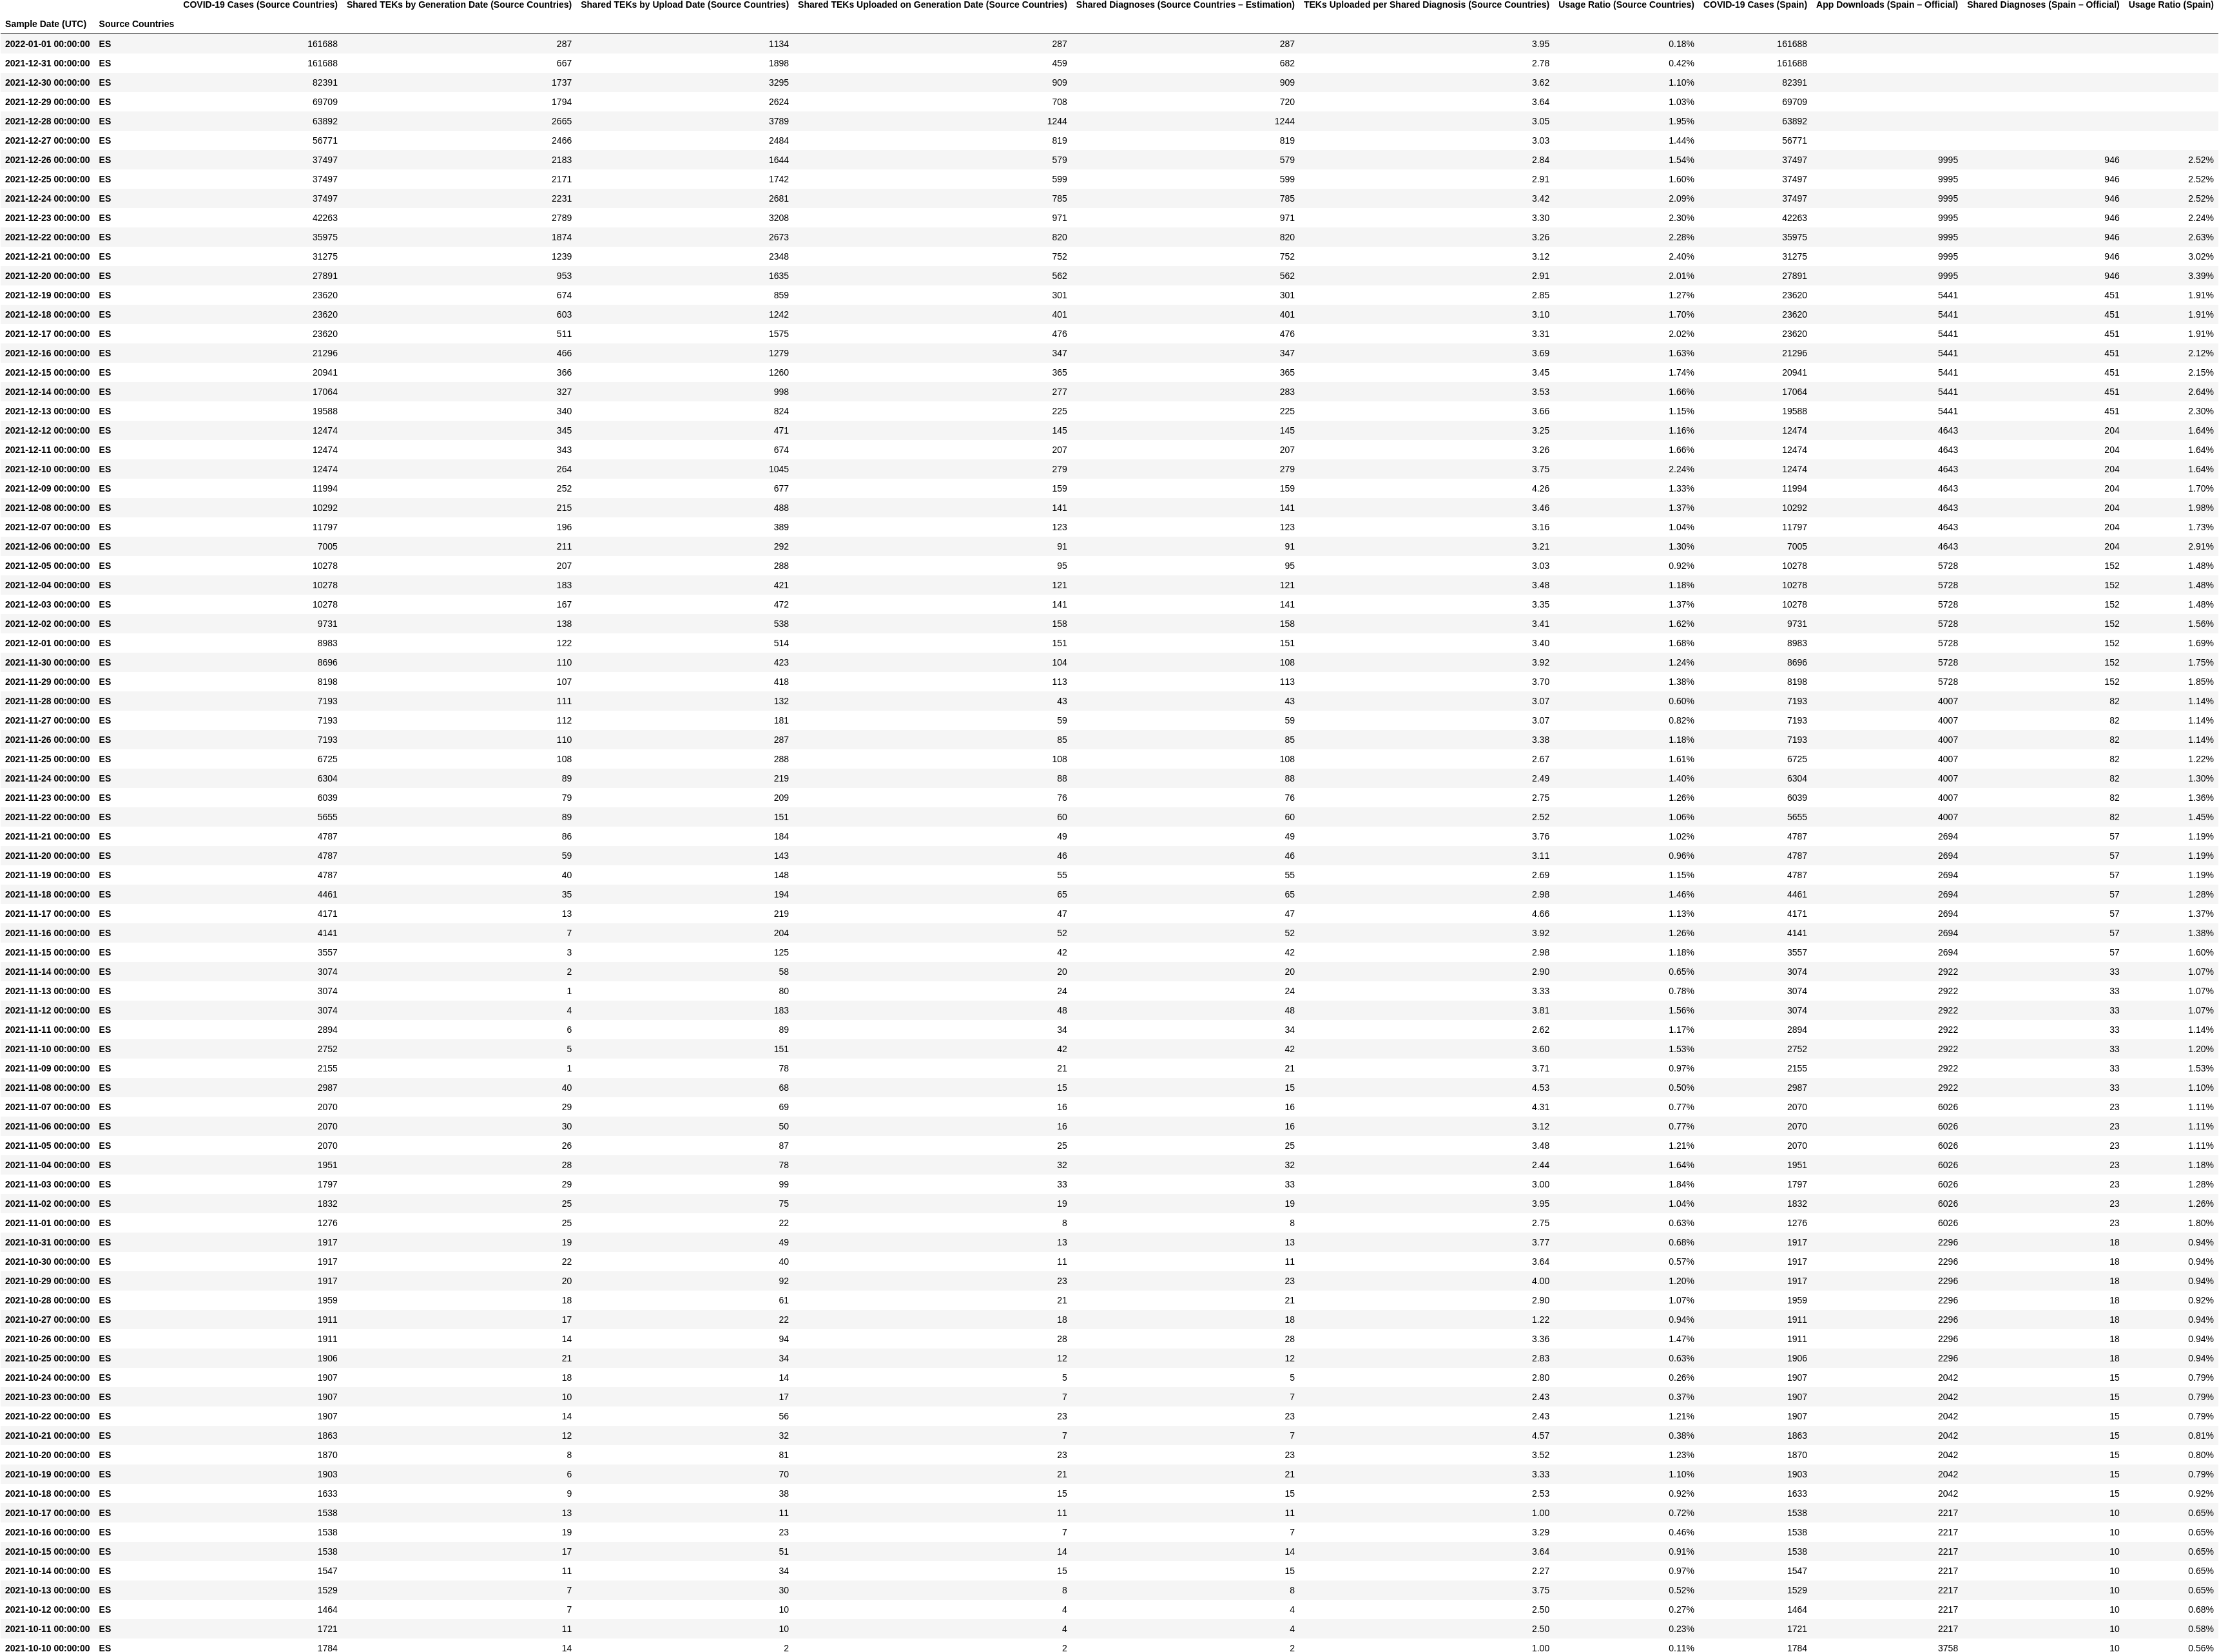 COVID-19 Cases (Source Countries) Shared TEKs by Generation Date (Source Countries) Shared TEKs by Upload Date (Source Countries) Shared TEKs Uploaded on Generation Date (Source Countries) Shared Diagnoses (Source Countries – Estimation) TEKs Uploaded per Shared Diagnosis (Source Countries) Usage Ratio (Source Countries) COVID-19 Cases (Spain) App Downloads (Spain – Official) Shared Diagnoses (Spain – Official) Usage Ratio (Spain)
Sample Date (UTC) Source Countries
2022-01-01 00:00:00 ES 161688 287 1134 287 287 3.95 0.18% 161688
2021-12-31 00:00:00 ES 161688 667 1898 459 682 2.78 0.42% 161688
2021-12-30 00:00:00 ES 82391 1737 3295 909 909 3.62 1.10% 82391
2021-12-29 00:00:00 ES 69709 1794 2624 708 720 3.64 1.03% 69709
2021-12-28 00:00:00 ES 63892 2665 3789 1244 1244 3.05 1.95% 63892
2021-12-27 00:00:00 ES 56771 2466 2484 819 819 3.03 1.44% 56771
2021-12-26 00:00:00 ES 37497 2183 1644 579 579 2.84 1.54% 37497 9995 946 2.52%
2021-12-25 00:00:00 ES 37497 2171 1742 599 599 2.91 1.60% 37497 9995 946 2.52%
2021-12-24 00:00:00 ES 37497 2231 2681 785 785 3.42 2.09% 37497 9995 946 2.52%
2021-12-23 00:00:00 ES 42263 2789 3208 971 971 3.30 2.30% 42263 9995 946 2.24%
2021-12-22 00:00:00 ES 35975 1874 2673 820 820 3.26 2.28% 35975 9995 946 2.63%
2021-12-21 00:00:00 ES 31275 1239 2348 752 752 3.12 2.40% 31275 9995 946 3.02%
2021-12-20 00:00:00 ES 27891 953 1635 562 562 2.91 2.01% 27891 9995 946 3.39%
2021-12-19 00:00:00 ES 23620 674 859 301 301 2.85 1.27% 23620 5441 451 1.91%
2021-12-18 00:00:00 ES 23620 603 1242 401 401 3.10 1.70% 23620 5441 451 1.91%
2021-12-17 00:00:00 ES 23620 511 1575 476 476 3.31 2.02% 23620 5441 451 1.91%
2021-12-16 00:00:00 ES 21296 466 1279 347 347 3.69 1.63% 21296 5441 451 2.12%
2021-12-15 00:00:00 ES 20941 366 1260 365 365 3.45 1.74% 20941 5441 451 2.15%
2021-12-14 00:00:00 ES 17064 327 998 277 283 3.53 1.66% 17064 5441 451 2.64%
2021-12-13 00:00:00 ES 19588 340 824 225 225 3.66 1.15% 19588 5441 451 2.30%
2021-12-12 00:00:00 ES 12474 345 471 145 145 3.25 1.16% 12474 4643 204 1.64%
2021-12-11 00:00:00 ES 12474 343 674 207 207 3.26 1.66% 12474 4643 204 1.64%
2021-12-10 00:00:00 ES 12474 264 1045 279 279 3.75 2.24% 12474 4643 204 1.64%
2021-12-09 00:00:00 ES 11994 252 677 159 159 4.26 1.33% 11994 4643 204 1.70%
2021-12-08 00:00:00 ES 10292 215 488 141 141 3.46 1.37% 10292 4643 204 1.98%
2021-12-07 00:00:00 ES 11797 196 389 123 123 3.16 1.04% 11797 4643 204 1.73%
2021-12-06 00:00:00 ES 7005 211 292 91 91 3.21 1.30% 7005 4643 204 2.91%
2021-12-05 00:00:00 ES 10278 207 288 95 95 3.03 0.92% 10278 5728 152 1.48%
2021-12-04 00:00:00 ES 10278 183 421 121 121 3.48 1.18% 10278 5728 152 1.48%
2021-12-03 00:00:00 ES 10278 167 472 141 141 3.35 1.37% 10278 5728 152 1.48%
2021-12-02 00:00:00 ES 9731 138 538 158 158 3.41 1.62% 9731 5728 152 1.56%
2021-12-01 00:00:00 ES 8983 122 514 151 151 3.40 1.68% 8983 5728 152 1.69%
2021-11-30 00:00:00 ES 8696 110 423 104 108 3.92 1.24% 8696 5728 152 1.75%
2021-11-29 00:00:00 ES 8198 107 418 113 113 3.70 1.38% 8198 5728 152 1.85%
2021-11-28 00:00:00 ES 7193 111 132 43 43 3.07 0.60% 7193 4007 82 1.14%
2021-11-27 00:00:00 ES 7193 112 181 59 59 3.07 0.82% 7193 4007 82 1.14%
2021-11-26 00:00:00 ES 7193 110 287 85 85 3.38 1.18% 7193 4007 82 1.14%
2021-11-25 00:00:00 ES 6725 108 288 108 108 2.67 1.61% 6725 4007 82 1.22%
2021-11-24 00:00:00 ES 6304 89 219 88 88 2.49 1.40% 6304 4007 82 1.30%
2021-11-23 00:00:00 ES 6039 79 209 76 76 2.75 1.26% 6039 4007 82 1.36%
2021-11-22 00:00:00 ES 5655 89 151 60 60 2.52 1.06% 5655 4007 82 1.45%
2021-11-21 00:00:00 ES 4787 86 184 49 49 3.76 1.02% 4787 2694 57 1.19%
2021-11-20 00:00:00 ES 4787 59 143 46 46 3.11 0.96% 4787 2694 57 1.19%
2021-11-19 00:00:00 ES 4787 40 148 55 55 2.69 1.15% 4787 2694 57 1.19%
2021-11-18 00:00:00 ES 4461 35 194 65 65 2.98 1.46% 4461 2694 57 1.28%
2021-11-17 00:00:00 ES 4171 13 219 47 47 4.66 1.13% 4171 2694 57 1.37%
2021-11-16 00:00:00 ES 4141 7 204 52 52 3.92 1.26% 4141 2694 57 1.38%
2021-11-15 00:00:00 ES 3557 3 125 42 42 2.98 1.18% 3557 2694 57 1.60%
2021-11-14 00:00:00 ES 3074 2 58 20 20 2.90 0.65% 3074 2922 33 1.07%
2021-11-13 00:00:00 ES 3074 1 80 24 24 3.33 0.78% 3074 2922 33 1.07%
2021-11-12 00:00:00 ES 3074 4 183 48 48 3.81 1.56% 3074 2922 33 1.07%
2021-11-11 00:00:00 ES 2894 6 89 34 34 2.62 1.17% 2894 2922 33 1.14%
2021-11-10 00:00:00 ES 2752 5 151 42 42 3.60 1.53% 2752 2922 33 1.20%
2021-11-09 00:00:00 ES 2155 1 78 21 21 3.71 0.97% 2155 2922 33 1.53%
2021-11-08 00:00:00 ES 2987 40 68 15 15 4.53 0.50% 2987 2922 33 1.10%
2021-11-07 00:00:00 ES 2070 29 69 16 16 4.31 0.77% 2070 6026 23 1.11%
2021-11-06 00:00:00 ES 2070 30 50 16 16 3.12 0.77% 2070 6026 23 1.11%
2021-11-05 00:00:00 ES 2070 26 87 25 25 3.48 1.21% 2070 6026 23 1.11%
2021-11-04 00:00:00 ES 1951 28 78 32 32 2.44 1.64% 1951 6026 23 1.18%
2021-11-03 00:00:00 ES 1797 29 99 33 33 3.00 1.84% 1797 6026 23 1.28%
2021-11-02 00:00:00 ES 1832 25 75 19 19 3.95 1.04% 1832 6026 23 1.26%
2021-11-01 00:00:00 ES 1276 25 22 8 8 2.75 0.63% 1276 6026 23 1.80%
2021-10-31 00:00:00 ES 1917 19 49 13 13 3.77 0.68% 1917 2296 18 0.94%
2021-10-30 00:00:00 ES 1917 22 40 11 11 3.64 0.57% 1917 2296 18 0.94%
2021-10-29 00:00:00 ES 1917 20 92 23 23 4.00 1.20% 1917 2296 18 0.94%
2021-10-28 00:00:00 ES 1959 18 61 21 21 2.90 1.07% 1959 2296 18 0.92%
2021-10-27 00:00:00 ES 1911 17 22 18 18 1.22 0.94% 1911 2296 18 0.94%
2021-10-26 00:00:00 ES 1911 14 94 28 28 3.36 1.47% 1911 2296 18 0.94%
2021-10-25 00:00:00 ES 1906 21 34 12 12 2.83 0.63% 1906 2296 18 0.94%
2021-10-24 00:00:00 ES 1907 18 14 5 5 2.80 0.26% 1907 2042 15 0.79%
2021-10-23 00:00:00 ES 1907 10 17 7 7 2.43 0.37% 1907 2042 15 0.79%
2021-10-22 00:00:00 ES 1907 14 56 23 23 2.43 1.21% 1907 2042 15 0.79%
2021-10-21 00:00:00 ES 1863 12 32 7 7 4.57 0.38% 1863 2042 15 0.81%
2021-10-20 00:00:00 ES 1870 8 81 23 23 3.52 1.23% 1870 2042 15 0.80%
2021-10-19 00:00:00 ES 1903 6 70 21 21 3.33 1.10% 1903 2042 15 0.79%
2021-10-18 00:00:00 ES 1633 9 38 15 15 2.53 0.92% 1633 2042 15 0.92%
2021-10-17 00:00:00 ES 1538 13 11 11 11 1.00 0.72% 1538 2217 10 0.65%
2021-10-16 00:00:00 ES 1538 19 23 7 7 3.29 0.46% 1538 2217 10 0.65%
2021-10-15 00:00:00 ES 1538 17 51 14 14 3.64 0.91% 1538 2217 10 0.65%
2021-10-14 00:00:00 ES 1547 11 34 15 15 2.27 0.97% 1547 2217 10 0.65%
2021-10-13 00:00:00 ES 1529 7 30 8 8 3.75 0.52% 1529 2217 10 0.65%
2021-10-12 00:00:00 ES 1464 7 10 4 4 2.50 0.27% 1464 2217 10 0.68%
2021-10-11 00:00:00 ES 1721 11 10 4 4 2.50 0.23% 1721 2217 10 0.58%
2021-10-10 00:00:00 ES 1784 14 2 2 2 1.00 0.11% 1784 3758 10 0.56%